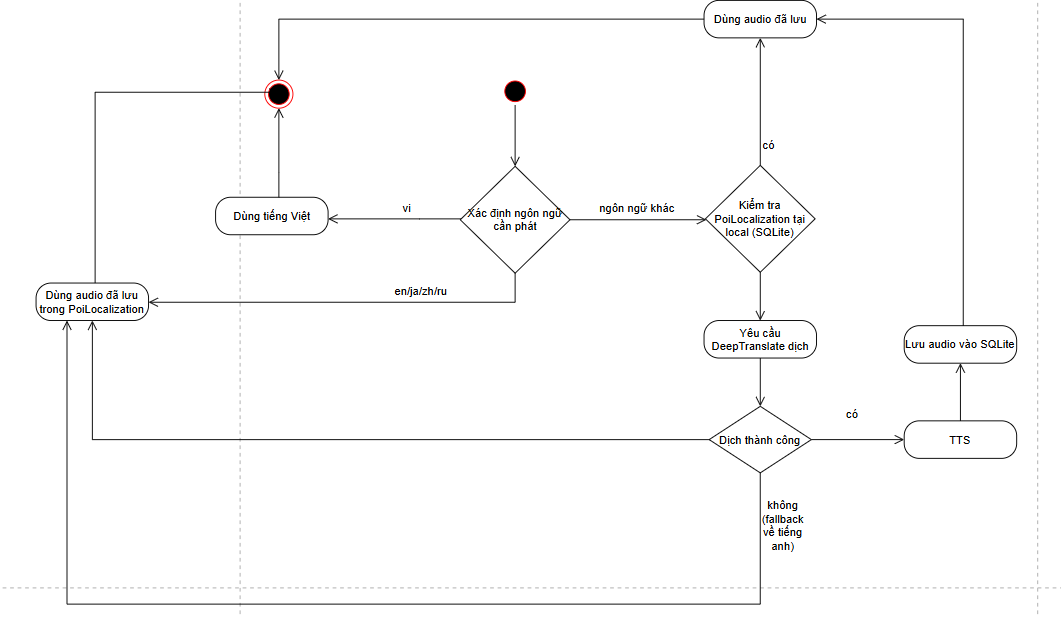 Dùng audio đã lưu
có
Kiểm tra
PoiLocalization tại
local (SQLite)
Xác định ngôn ngữ
cần phát
vi
ngôn ngữ khác
Dùng tiếng Việt
en/ja/zh/ru
Dùng audio đã lưu
trong PoiLocalization
Yêu cầu
DeepTranslate dịch
Lưu audio vào SQLite
có
Dịch thành công
TTS
không
(fallback
về tiếng
anh)